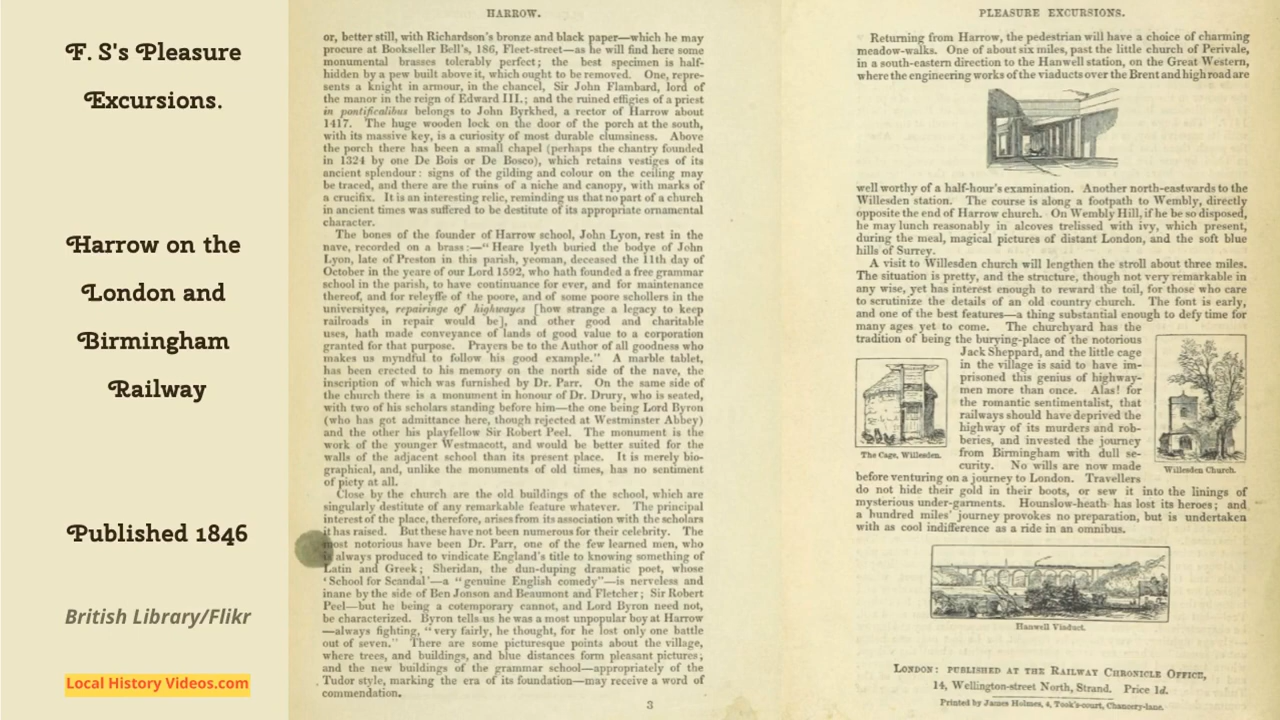 F. S's Pleasure
Excursions.
Harrow on the
London and
Birmingham
Railway
Published 1846
British Library/Flikr
Local History Videos.com
HARROW.
or, better still, with Richardson's bronze and black paper—which he may
procure at Bookseller Bell's, 186, Fleet-street—as he will find here some
monumental brasses tolerably perfect; the best specimen is half-
hidden by a pew built above it, which ought to be removed. One, repre-
sents a knight in armour, in the chancel, Sir John Flambard, lord of
the manor in the reign of Edward III.; and the ruined effigies of a priest
in pontificalibus belongs to John Byrkhed, a rector of Harrow about
1417. The huge wooden lock on the door of the porch at the south,
with its massive key, is a curiosity of most durable clumsiness. Above
the porch there has been a small chapel (perhaps the chantry founded
in 1324 by one De Bois or De Bosco), which retains vestiges of its
ancient splendour: signs of the gilding and colour on the ceiling may
be traced, and there are the ruins of a niche and canopy, with marks of
a crucifix. It is an interesting relic, reminding us that no part of a church
in ancient times was suffered to be destitute of its appropriate ornamental
character.
The bones of the founder of Harrow school, John Lyon, rest in the
nave, recorded on a brass:—"Heare lyeth buried the bodye of John
Lyon, late of Preston in this parish, yeoman, deceased the 11th day of
October in the yeare of our Lord 1592, who hath founded a free grammar
school in the parish, to have continuance for ever, and for maintenance
thereof, and for releyffe of the poore, and of some poore schollers in the
universityes, repairinge of highwayes [how strange a legacy to keep
railroads in repair would be], and other good and charitable
uses, hath made conveyance of lands of good value to a corporation
granted for that purpose. Prayers be to the Author of all goodness who
makes us myndful to follow his good example." A marble tablet,
has been erected to his memory on the north side of the nave, the
inscription of which was furnished by Dr. Parr. On the same side of
the church there is a monument in honour of Dr. Drury, who is seated,
with two of his scholars standing before him—the one being Lord Byron
(who has got admittance here, though rejected at Westminster Abbey)
and the other his playfellow Sir Robert Peel. The monument is the
work of the younger Westmacott, and would be better suited for the
walls of the adjacent school than its present place. It is merely bio-
graphical, and, unlike the monuments of old times, has no sentiment
of piety at all.
Close by the church are the old buildings of the school, which are
singularly destitute of any remarkable feature whatever. The principal
interest of the place, therefore, arises from its association with the scholars
it has raised. But these have not been numerous for their celebrity. The
most notorious have been Dr. Parr, one of the few learned men, who
is always produced to vindicate England's title to knowing something of
Latin and Greek; Sheridan, the dun-duping dramatic poet, whose
'School for Scandal'—a "genuine English comedy"—is nerveless and
inane by the side of Ben Jonson and Beaumont and Fletcher; Sir Robert
Peel—but he being a cotemporary cannot, and Lord Byron need not,
be characterized. Byron tells us he was a most unpopular boy at Harrow
—always fighting, "very fairly, he thought, for he lost only one battle
out of seven." There are some picturesque points about the village,
where trees, and buildings, and blue distances form pleasant pictures;
and the new buildings of the grammar school—appropriately of the
Tudor style, marking the era of its foundation—may receive a word of
commendation.
3
PLEASURE EXCURSIONS.
Returning from Harrow, the pedestrian will have a choice of charming
meadow-walks. One of about six miles, past the little church of Perivale,
in a south-eastern direction to the Hanwell station, on the Great Western,
where the engineering works of the viaducts over the Brent and high road are
well worthy of a half-hour's examination. Another north-eastwards to the
Willesden station. The course is along a footpath to Wembly, directly
opposite the end of Harrow church. On Wembly Hill, if he be so disposed,
he may lunch reasonably in alcoves trelissed with ivy, which present,
during the meal, magical pictures of distant London, and the soft blue
hills of Surrey.
A visit to Willesden church will lengthen the stroll about three miles.
The situation is pretty, and the structure, though not very remarkable in
any wise, yet has interest enough to reward the toil, for those who care
to scrutinize the details of an old country church. The font is early,
and one of the best features—a thing substantial enough to defy time for
many ages yet to come. The churchyard has the
tradition of being the burying-place of the notorious
Jack Sheppard, and the little cage
in the village is said to have im-
prisoned this genius of highway-
men more than once. Alas! for
the romantic sentimentalist, that
railways should have deprived the
highway of its murders and rob-
beries, and invested the journey
from Birmingham with dull se-
curity. No wills are now made
before venturing on a journey to London. Travellers
do not hide their gold in their boots, or sew it into the linings of
mysterious under-garments. Hounslow-heath has lost its heroes; and
a hundred miles' journey provokes no preparation, but is undertaken
with as cool indifference as a ride in an omnibus.
The Cage, Willesden.
Willesden Church.
Hanwell Viaduct.
LONDON: PUBLISHED AT THE RAILWAY CHRONICLE OFFICE,
14, Wellington-street North, Strand. Price 1d.
Printed by James Holmes, 4, Took's-court, Chancery-lane.